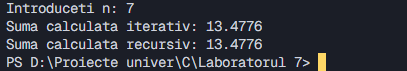 Introduceti n: 7
Suma calculata iterativ: 13.4776
Suma calculata recursiv: 13.4776
PS D:\Proiecte univer\C\Laboratorul 7>